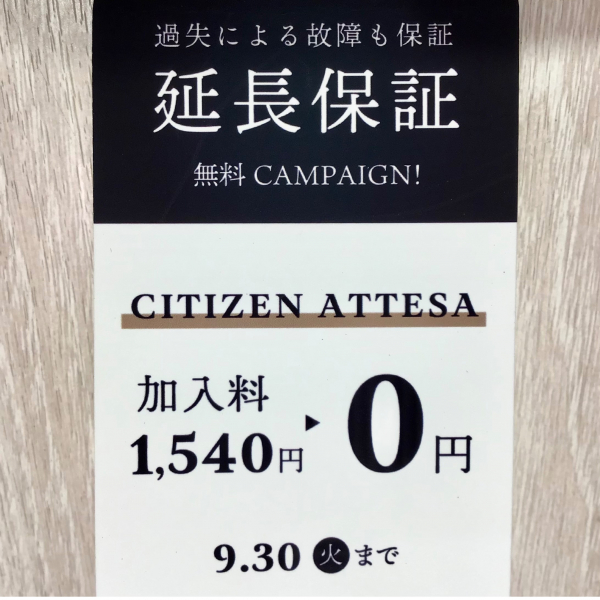 過失による故障も保証
延長保証
無料 CAMPAIGN!
CITIZEN ATTESA
加入料
1,540円 ▶ 0円
9.30 火 まで